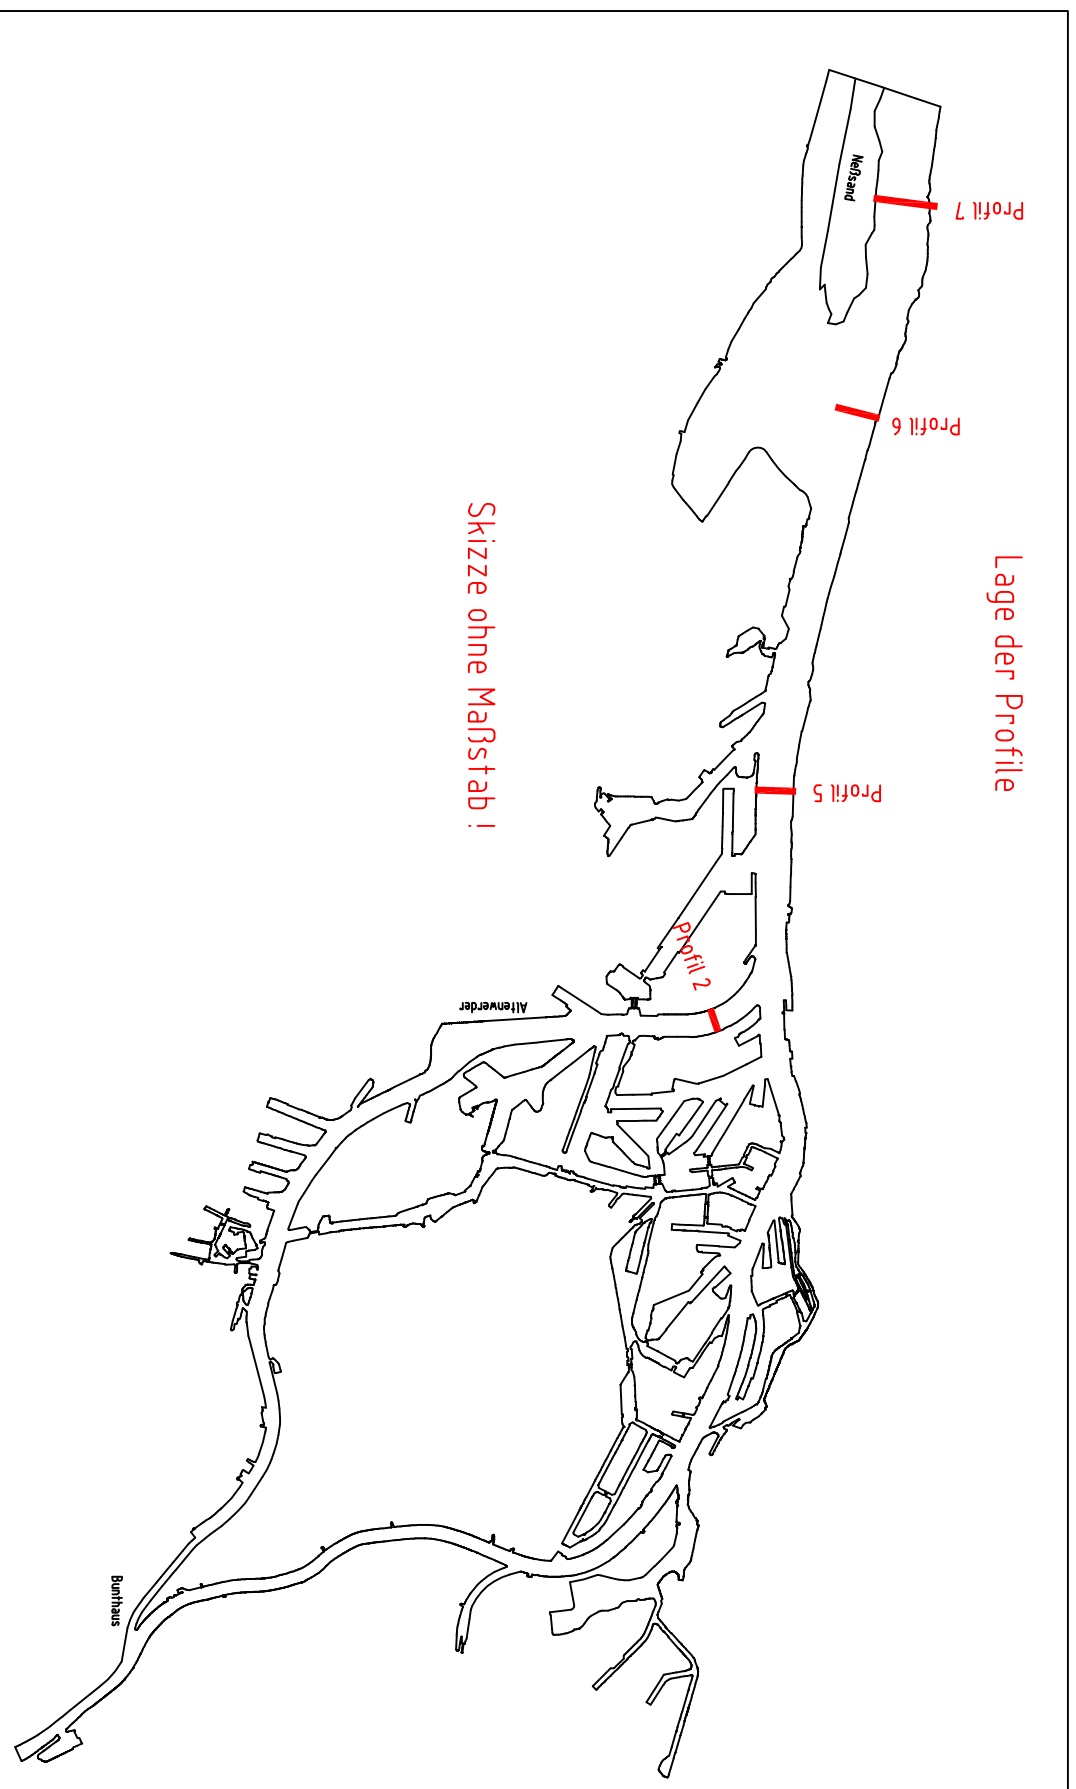 Lage der Profile
Profil 7
Neßsand
Profil 6
Skizze ohne Maßstab !
Profil 5
Profil 2
Altenwerder
Bunthaus